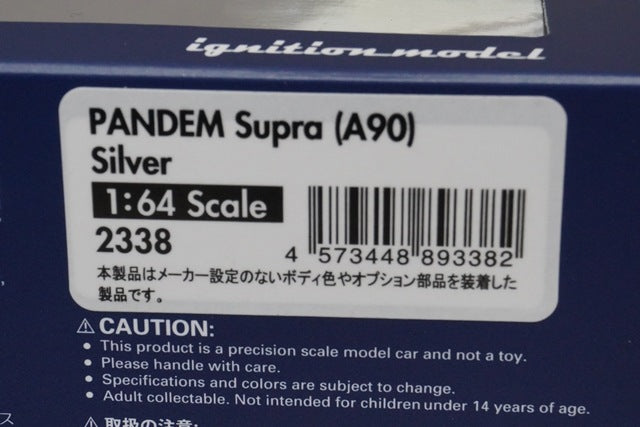 ignition model
PANDEM Supra (A90)
Silver
1:64 Scale
2338
4 573448 893382
本製品はメーカー設定のないボディ色やオプション部品を装着した
製品です。
⚠ CAUTION:
• This product is a precision scale model car and not a toy.
• Please handle with care.
• Specifications and colors are subject to change.
• Adult collectable. Not intended for children under 14 years of age.
⚠ 取扱の注意:
ス